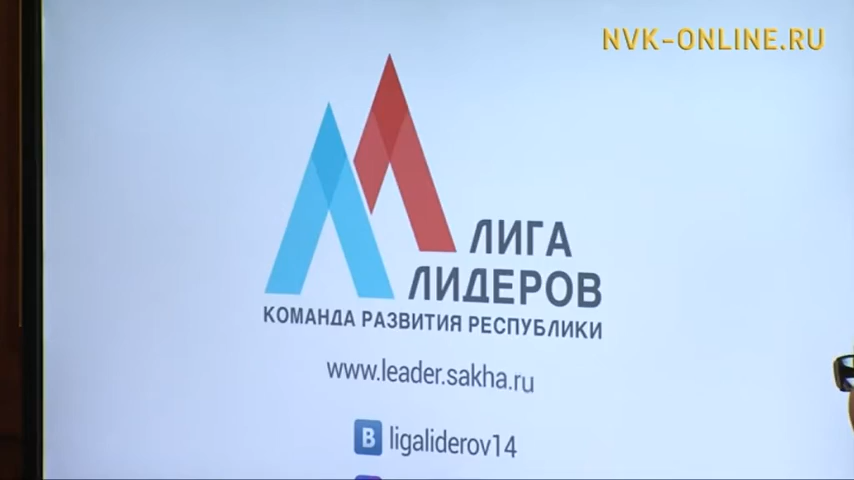 NVK-ONLINE.RU
ЛИГА
ЛИДЕРОВ
КОМАНДА РАЗВИТИЯ РЕСПУБЛИКИ
www.leader.sakha.ru
B ligaliderov14